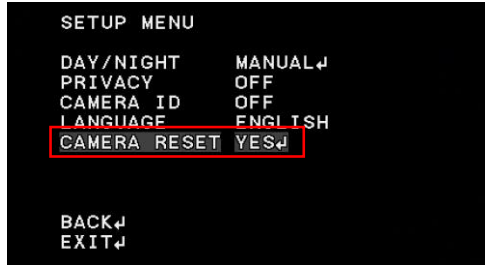 SETUP MENU
DAY/NIGHT MANUAL↲
PRIVACY OFF
CAMERA ID OFF
LANGUAGE ENGLISH
CAMERA RESET YES↲
BACK↲
EXIT↲